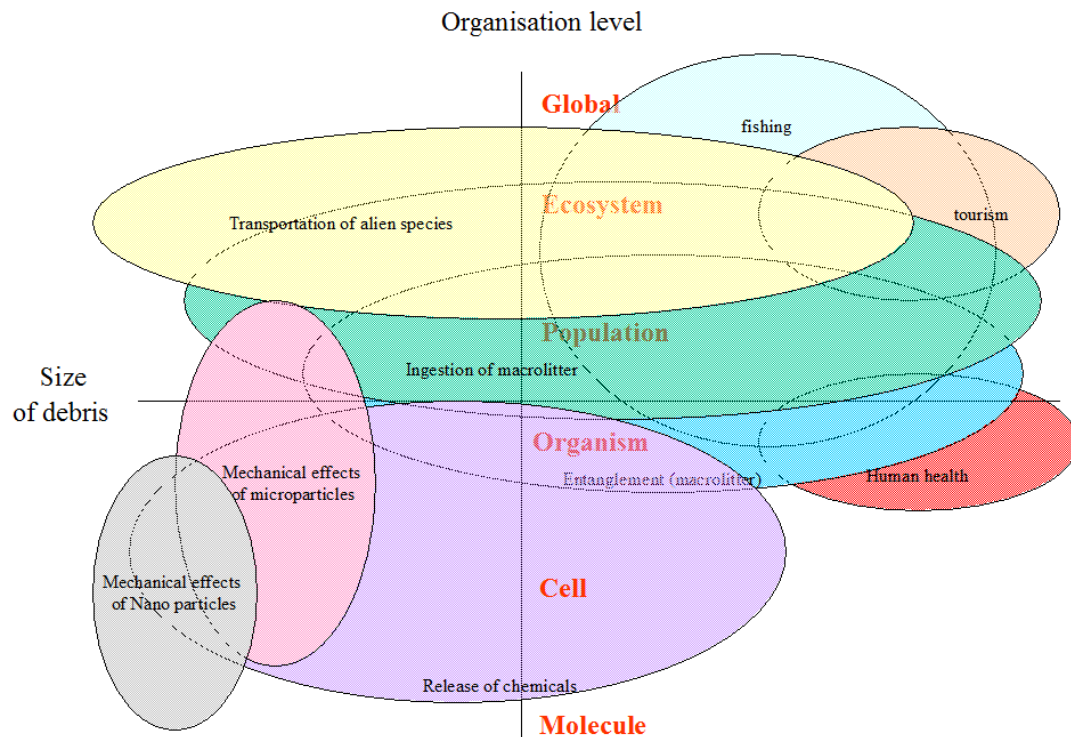 Organisation level
Global
fishing
Ecosystem
tourism
Transportation of alien species
Population
Ingestion of macrolitter
Size
of debris
Organism
Mechanical effects
of microparticles
Entanglement (macrolitter)
Human health
Mechanical effects
of Nano particles
Cell
Release of chemicals
Molecule